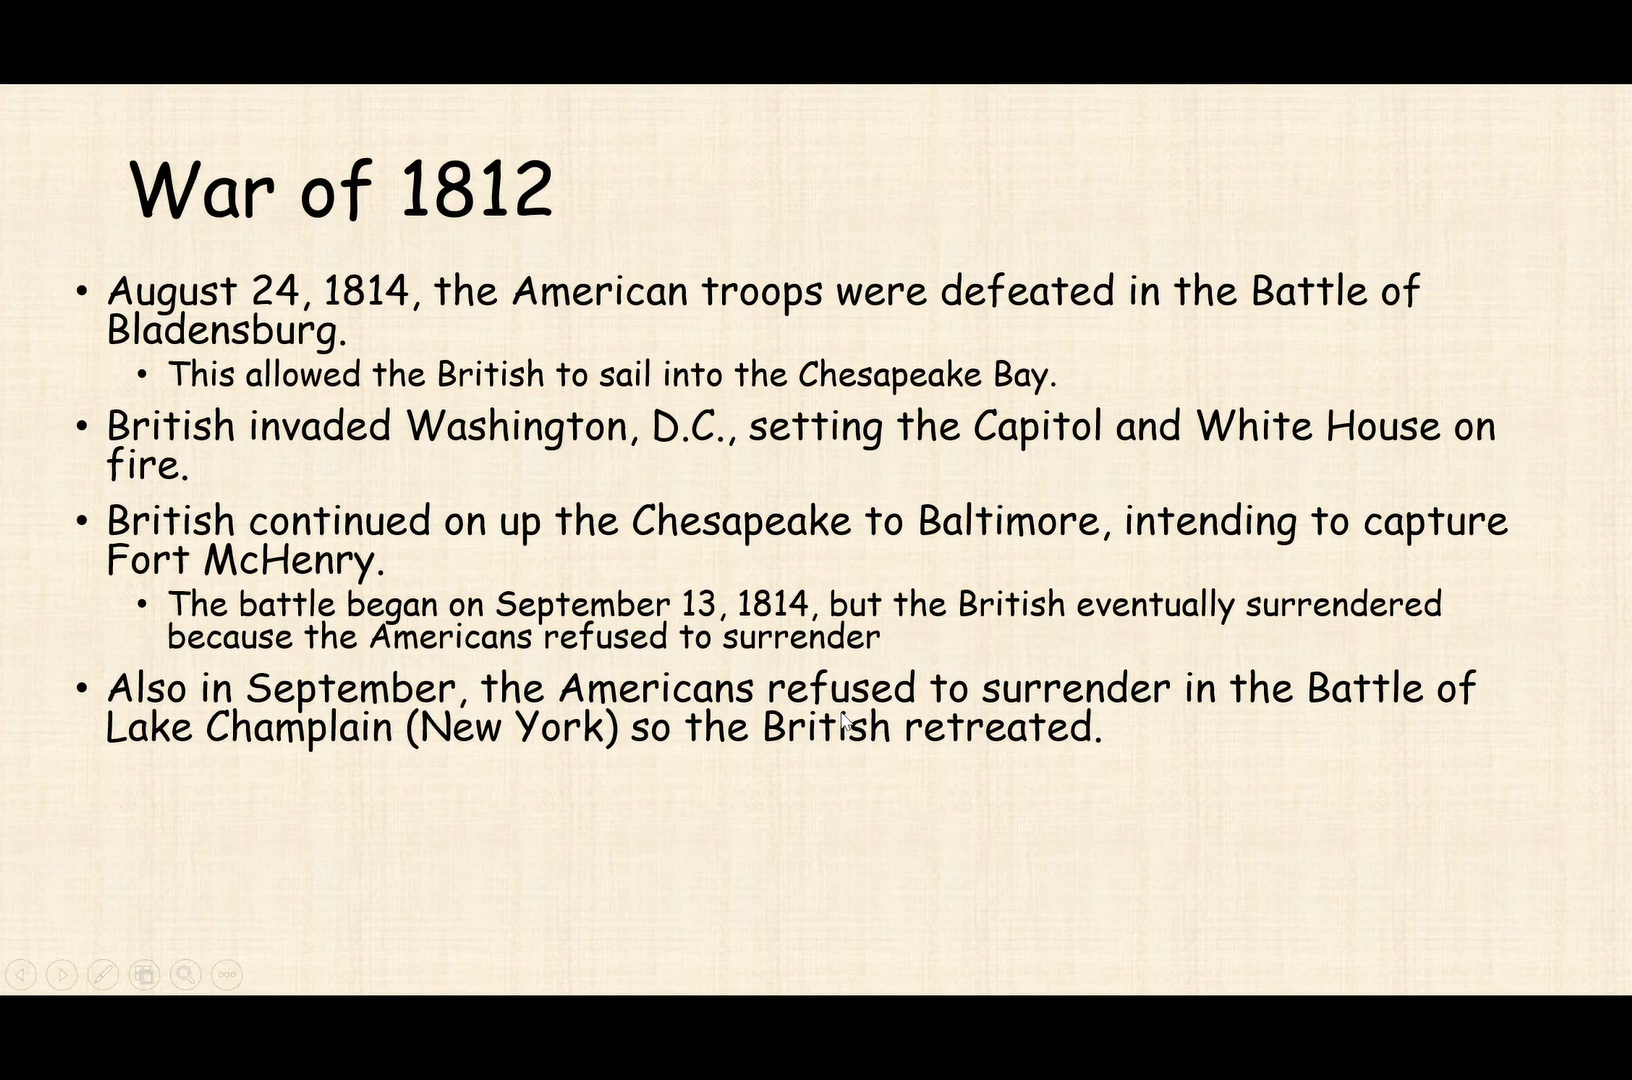 War of 1812
• August 24, 1814, the American troops were defeated in the Battle of
Bladensburg.
• This allowed the British to sail into the Chesapeake Bay.
• British invaded Washington, D.C., setting the Capitol and White House on
fire.
• British continued on up the Chesapeake to Baltimore, intending to capture
Fort McHenry.
• The battle began on September 13, 1814, but the British eventually surrendered
because the Americans refused to surrender
• Also in September, the Americans refused to surrender in the Battle of
Lake Champlain (New York) so the British retreated.